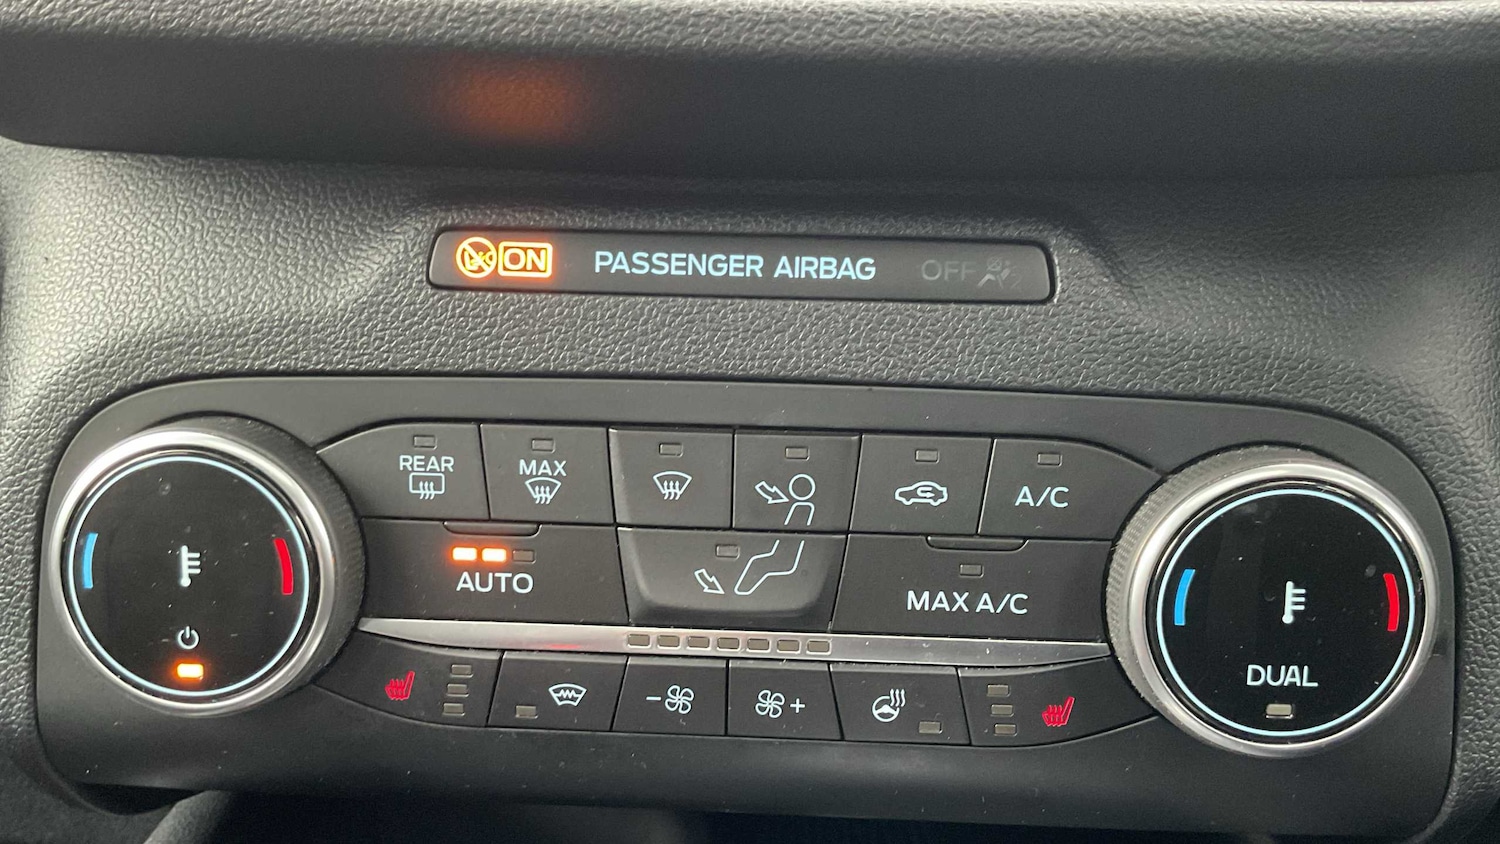 ON PASSENGER AIRBAG OFF
REAR
MAX
A/C
AUTO
MAX A/C
DUAL
- +